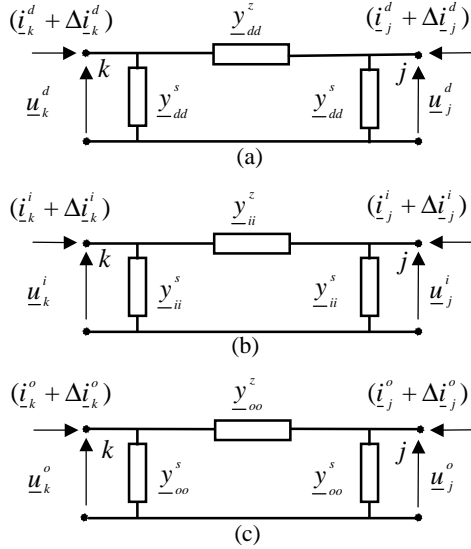 (i_k^d + Δi_k^d) y_dd^z (i_j^d + Δi_j^d)
k j
u_k^d y_dd^s y_dd^s u_j^d
(a)
(i_k^i + Δi_k^i) y_ii^z (i_j^i + Δi_j^i)
k j
u_k^i y_ii^s y_ii^s u_j^i
(b)
(i_k^o + Δi_k^o) y_oo^z (i_j^o + Δi_j^o)
k j
u_k^o y_oo^s y_oo^s u_j^o
(c)